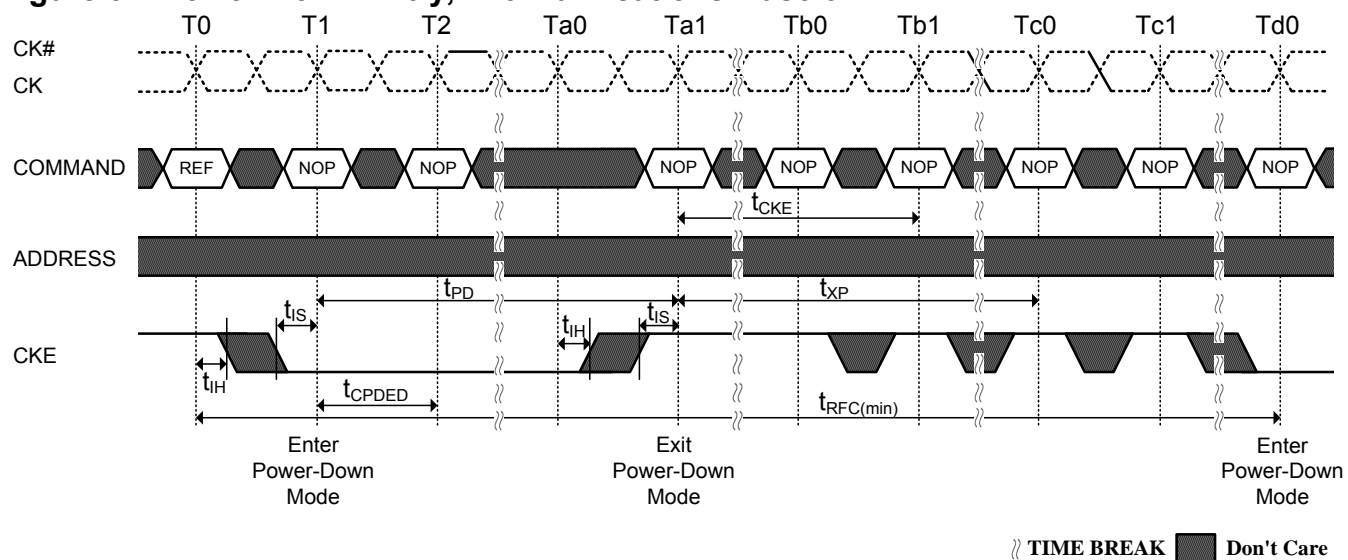 T0 T1 T2 Ta0 Ta1 Tb0 Tb1 Tc0 Tc1 Td0
CK#
CK
COMMAND REF NOP NOP NOP NOP NOP NOP NOP NOP
tCKE
ADDRESS
tPD tXP
tIS tIH tIS
CKE
tIH
tCPDED tRFC(min)
Enter
Power-Down
Mode
Exit
Power-Down
Mode
Enter
Power-Down
Mode
TIME BREAK Don't Care